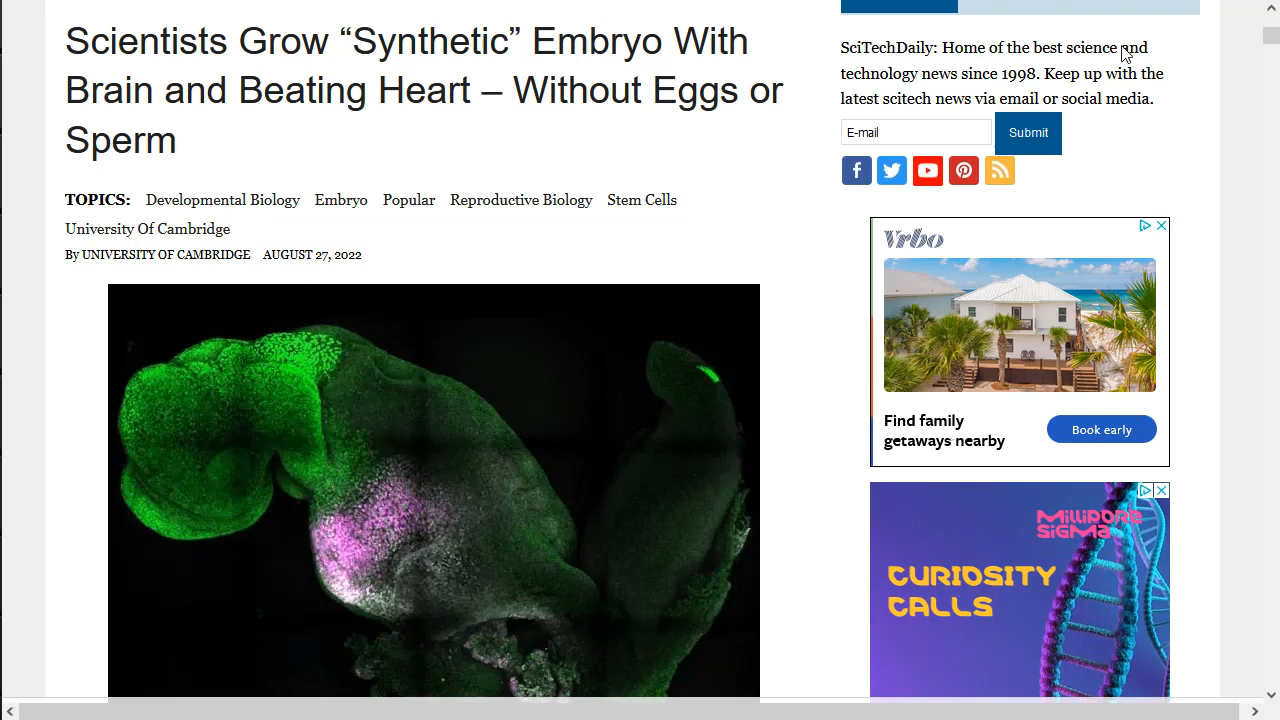 Scientists Grow “Synthetic” Embryo With
Brain and Beating Heart – Without Eggs or
Sperm
TOPICS: Developmental Biology Embryo Popular Reproductive Biology Stem Cells
University Of Cambridge
By UNIVERSITY OF CAMBRIDGE AUGUST 27, 2022
SciTechDaily: Home of the best science and
technology news since 1998. Keep up with the
latest scitech news via email or social media.
E-mail Submit
Vrbo
Find family
getaways nearby
Book early
MILLIPORE
SIGMA
CURIOSITY
CALLS